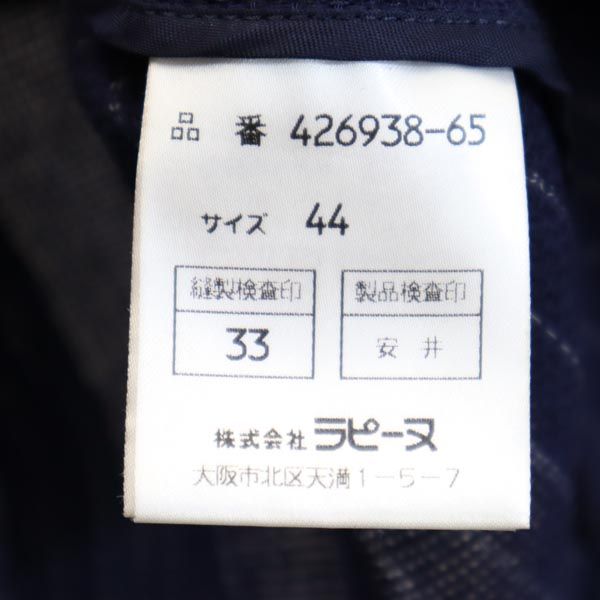 品 番 426938-65
サイズ 44
縫製検査印 製品検査印
33 安井
株式会社 ラピーヌ
大阪市北区天満1-5-7